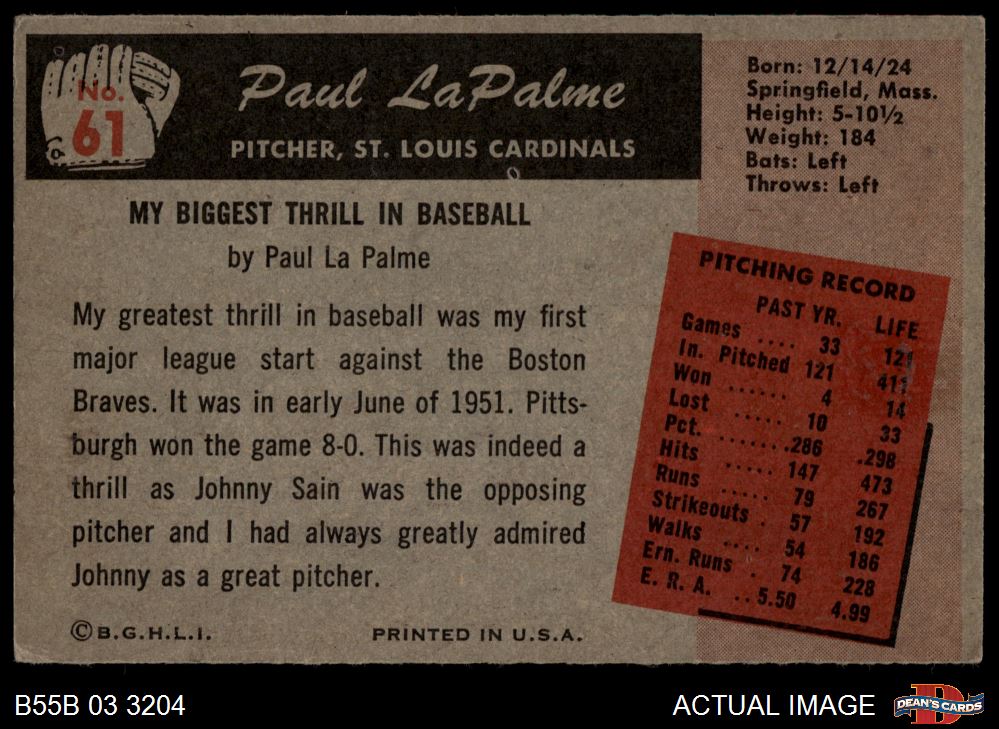 No.
61
Paul LaPalme
PITCHER, ST. LOUIS CARDINALS
Born: 12/14/24
Springfield, Mass.
Height: 5-10½
Weight: 184
Bats: Left
Throws: Left
MY BIGGEST THRILL IN BASEBALL
by Paul La Palme
My greatest thrill in baseball was my first
major league start against the Boston
Braves. It was in early June of 1951. Pitts-
burgh won the game 8-0. This was indeed a
thrill as Johnny Sain was the opposing
pitcher and I had always greatly admired
Johnny as a great pitcher.
©B.G.H.L.I. PRINTED IN U.S.A.
PITCHING RECORD
PAST YR. LIFE
Games .... 33 121
In. Pitched 121 411
Won ...... 4 14
Lost ..... 10 33
Pct. ....... .286 .298
Hits ..... 147 473
Runs ..... 79 267
Strikeouts . 57 192
Walks .... 54 186
Ern. Runs . 74 228
E. R. A. .. 5.50 4.99
B55B 03 3204
ACTUAL IMAGE
DEAN'S CARDS